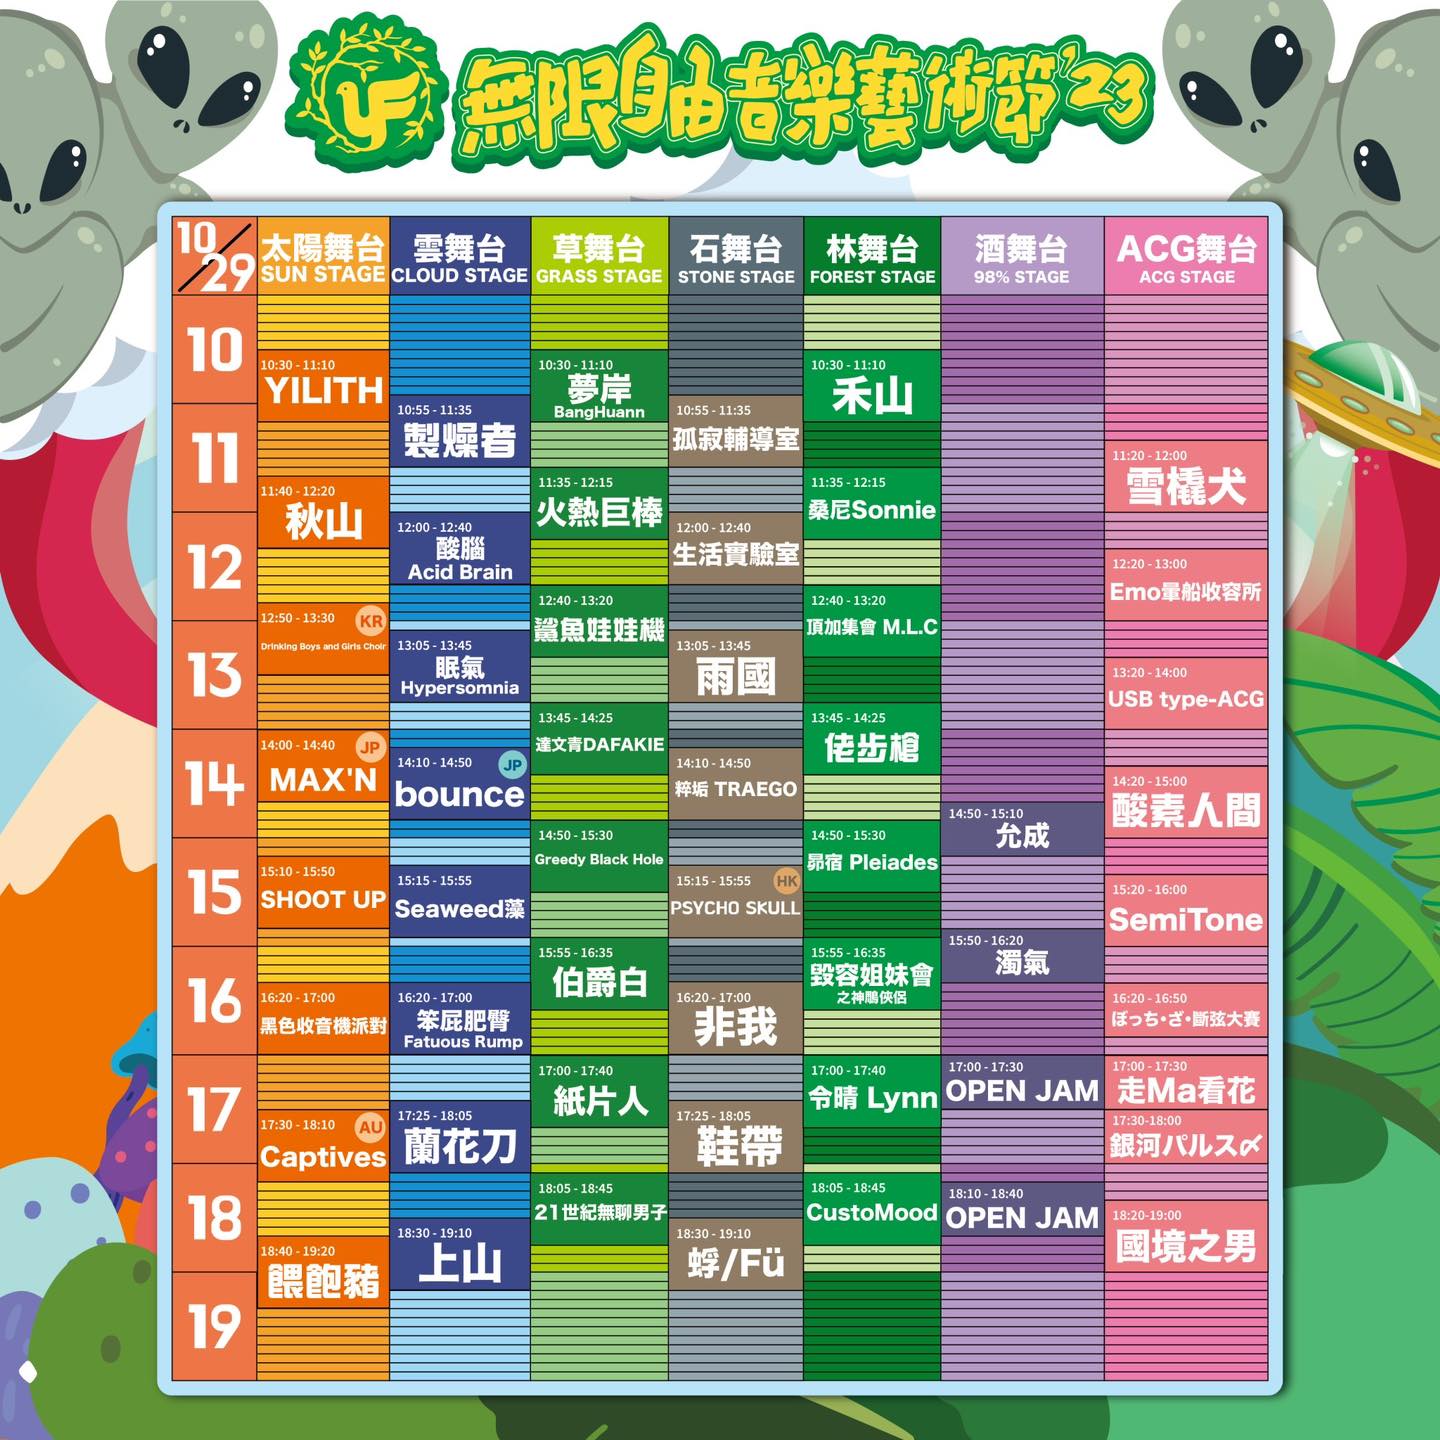 無限自由音樂藝術節'23
10/29
太陽舞台
SUN STAGE
雲舞台
CLOUD STAGE
草舞台
GRASS STAGE
石舞台
STONE STAGE
林舞台
FOREST STAGE
酒舞台
98% STAGE
ACG舞台
ACG STAGE
10
11
12
13
14
15
16
17
18
19
10:30 - 11:10
YILITH
11:40 - 12:20
秋山
12:50 - 13:30
KR
Drinking Boys and Girls Choir
14:00 - 14:40
JP
MAX'N
15:10 - 15:50
SHOOT UP
16:20 - 17:00
黑色收音機派對
17:30 - 18:10
AU
Captives
18:40 - 19:20
餵飽豬
10:55 - 11:35
製燥者
12:00 - 12:40
酸腦
Acid Brain
13:05 - 13:45
眠氣
Hypersomnia
14:10 - 14:50
JP
bounce
15:15 - 15:55
Seaweed藻
16:20 - 17:00
笨屁肥臀
Fatuous Rump
17:25 - 18:05
蘭花刀
18:30 - 19:10
上山
10:30 - 11:10
夢岸
BangHuann
11:35 - 12:15
火熱巨棒
12:40 - 13:20
鯊魚娃娃機
13:45 - 14:25
達文青DAFAKIE
14:50 - 15:30
Greedy Black Hole
15:55 - 16:35
伯爵白
17:00 - 17:40
紙片人
18:05 - 18:45
21世紀無聊男子
10:55 - 11:35
孤寂輔導室
12:00 - 12:40
生活實驗室
13:05 - 13:45
雨國
14:10 - 14:50
粹垢 TRAEGO
15:15 - 15:55
HK
PSYCHO SKULL
16:20 - 17:00
非我
17:25 - 18:05
鞋帶
18:30 - 19:10
蜉/Fü
10:30 - 11:10
禾山
11:35 - 12:15
桑尼Sonnie
12:40 - 13:20
頂加集會 M.L.C
13:45 - 14:25
佬步槍
14:50 - 15:30
昴宿 Pleiades
15:55 - 16:35
毀容姐妹會
之神鵰俠侶
17:00 - 17:40
令晴 Lynn
18:05 - 18:45
CustoMood
14:50 - 15:10
允成
15:50 - 16:20
濁氣
17:00 - 17:30
OPEN JAM
18:10 - 18:40
OPEN JAM
11:20 - 12:00
雪橇犬
12:20 - 13:00
Emo暈船收容所
13:20 - 14:00
USB type-ACG
14:20 - 15:00
酸素人間
15:20 - 16:00
SemiTone
16:20 - 16:50
ぼっち・ざ・斷弦大賽
17:00 - 17:30
走Ma看花
17:30-18:00
銀河パルス〆
18:20-19:00
國境之男